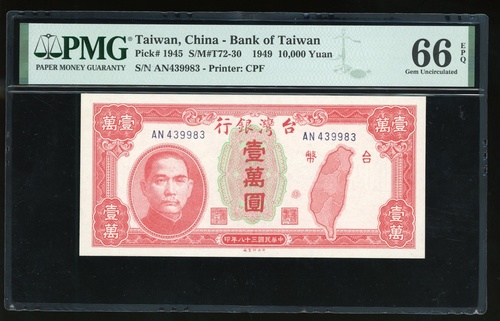 PMG
PAPER MONEY GUARANTY
Taiwan, China - Bank of Taiwan
Pick# 1945 S/M#T72-30 1949 10,000 Yuan
S/N AN439983 - Printer: CPF
66 EPQ
Gem Uncirculated
萬壹 行銀灣台 萬壹
AN 439983 AN 439983
壹萬圓
台幣
壹萬 印年八十三國民華中 壹萬